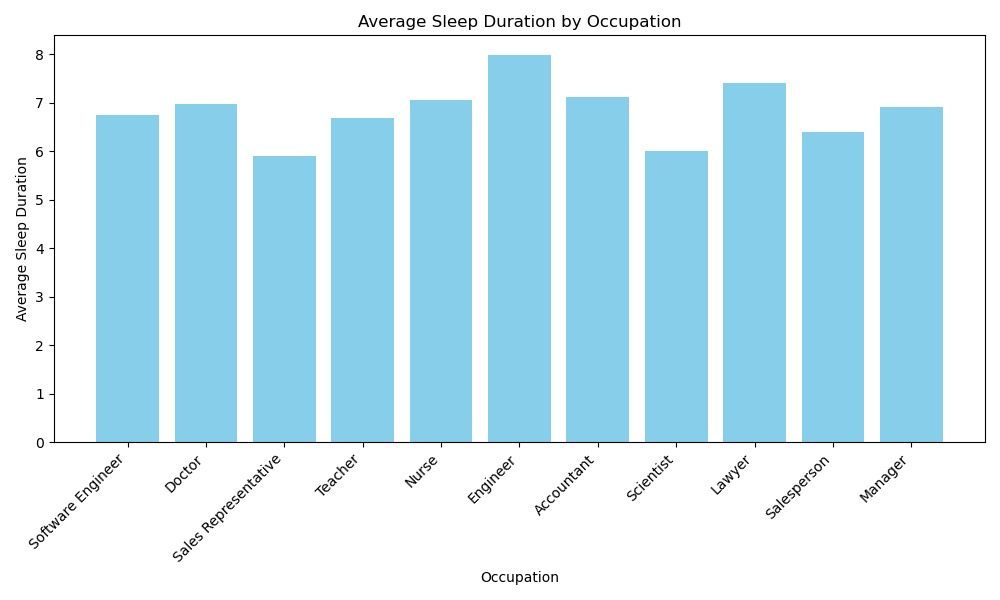 Average Sleep Duration by Occupation
Average Sleep Duration
8
7
6
5
4
3
2
1
0
Software Engineer
Doctor
Sales Representative
Teacher
Nurse
Engineer
Accountant
Scientist
Lawyer
Salesperson
Manager
Occupation